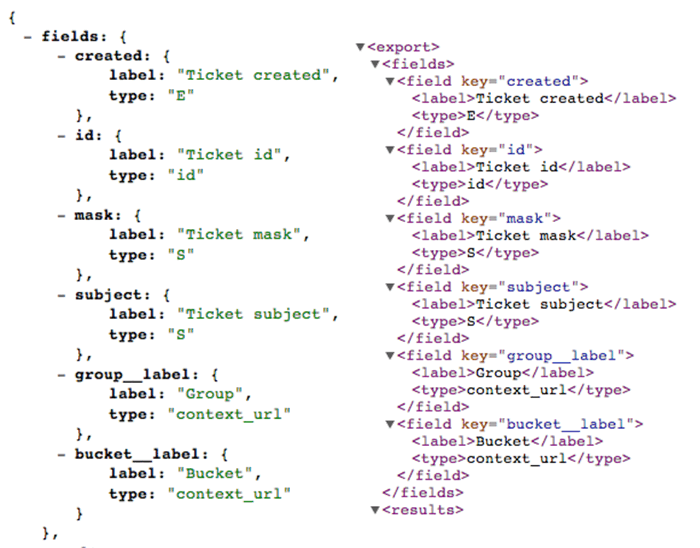 {
– fields: {
– created: {
label: "Ticket created",
type: "E"
},
– id: {
label: "Ticket id",
type: "id"
},
– mask: {
label: "Ticket mask",
type: "S"
},
– subject: {
label: "Ticket subject",
type: "S"
},
– group__label: {
label: "Group",
type: "context_url"
},
– bucket__label: {
label: "Bucket",
type: "context_url"
}
},
▼<export>
▼<fields>
▼<field key="created">
<label>Ticket created</label>
<type>E</type>
</field>
▼<field key="id">
<label>Ticket id</label>
<type>id</type>
</field>
▼<field key="mask">
<label>Ticket mask</label>
<type>S</type>
</field>
▼<field key="subject">
<label>Ticket subject</label>
<type>S</type>
</field>
▼<field key="group__label">
<label>Group</label>
<type>context_url</type>
</field>
▼<field key="bucket__label">
<label>Bucket</label>
<type>context_url</type>
</field>
</fields>
▼<results>